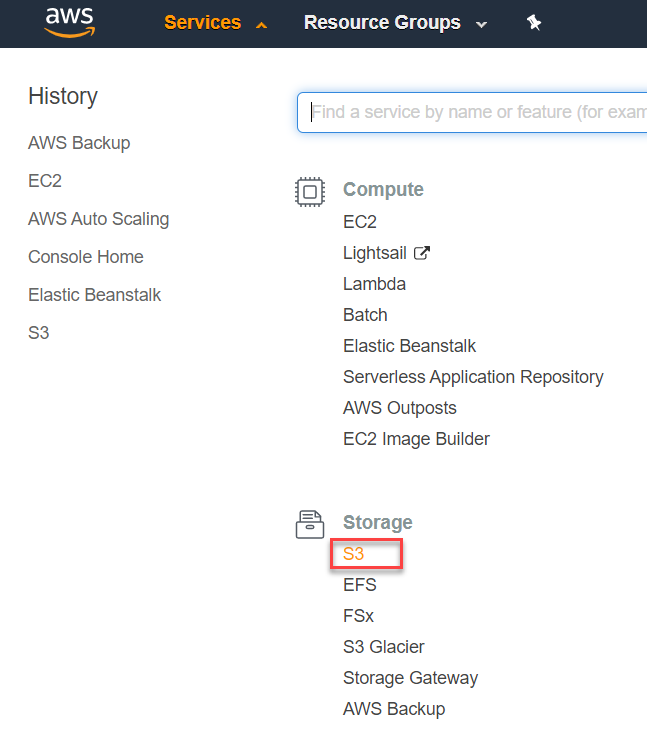 aws
Services
Resource Groups
History
AWS Backup
EC2
AWS Auto Scaling
Console Home
Elastic Beanstalk
S3
Find a service by name or feature (for exam
Compute
EC2
Lightsail
Lambda
Batch
Elastic Beanstalk
Serverless Application Repository
AWS Outposts
EC2 Image Builder
Storage
S3
EFS
FSx
S3 Glacier
Storage Gateway
AWS Backup